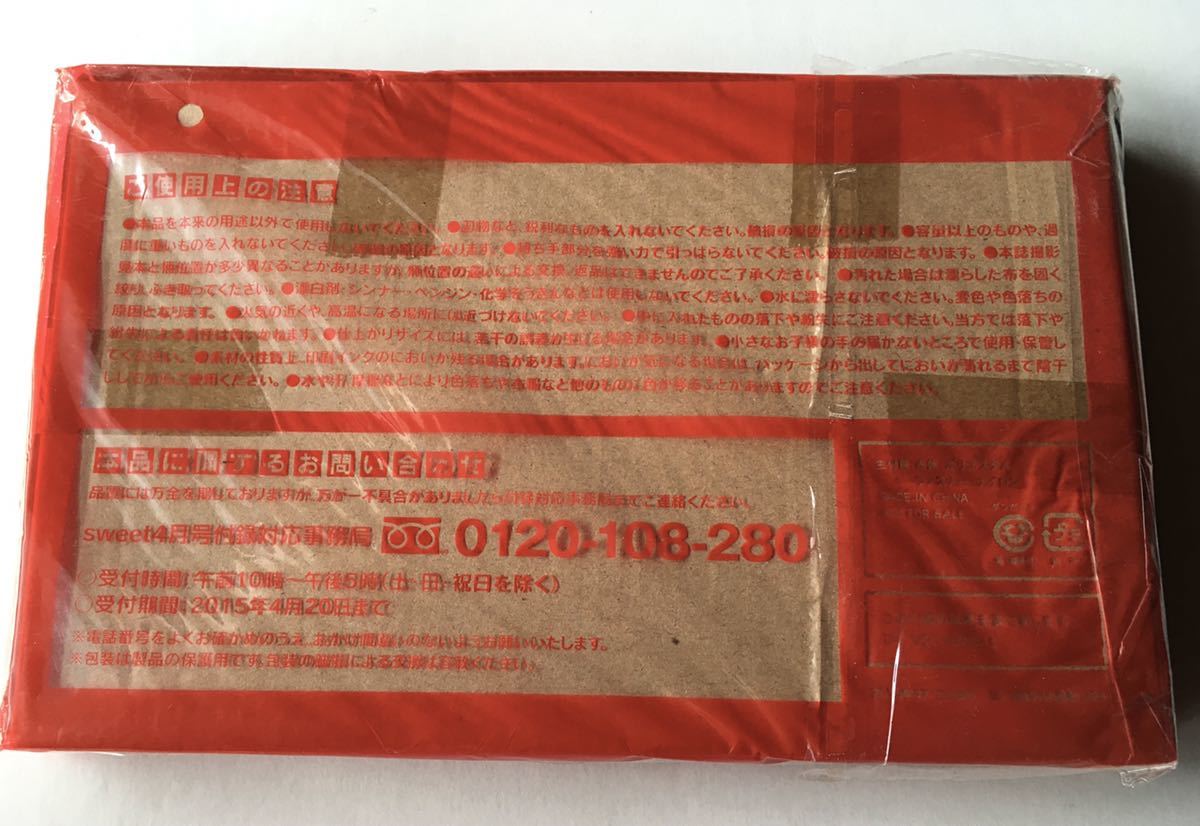 使用上の注意
●本品を本来の用途以外で使用しないでください。●刃物など、鋭利なものを入れないでください。破損の原因となります。●容量以上のものや、過
度に重いものを入れないでください。破損の原因となります。●持ち手部分を強い力で引っぱらないでください。破損の原因となります。●本誌撮影
見本と柄位置が多少異なることがありますが、柄位置の違いによる交換、返品はできませんのでご了承ください。●汚れた場合は濡らした布を固く
絞り、ふき取ってください。●漂白剤・シンナー・ベンジン・化学ぞうきんなどは使用しないでください。●水に浸らさないでください。変色や色落ちの
原因となります。●火気の近くや、高温になる場所には近づけないでください。●中に入れたものの落下や紛失にご注意ください。当方では落下や
紛失による責任は負いかねます。●仕上がりサイズには、若干の誤差が生じる場合があります。●小さなお子様の手の届かないところで使用・保管し
てください。●素材の性質上、印刷インクのにおいが残る場合があります。においが気になる場合は、パッケージから出してにおいが薄れるまで陰干
ししてからご使用ください。●水や汗、摩擦などにより色落ちや衣服など他のものに色が移ることがありますのでご注意ください。
本品に関するお問い合わせ
品質には万全を期しておりますが、万が一不具合がありましたら付録対応事務局までご連絡ください。
sweet4月号付録対応事務局 0120-108-280
○受付時間:午前10時〜午後5時(土・日・祝日を除く)
○受付期間:2015年4月20日まで
※電話番号をよくお確かめのうえ、おかけ間違いのないようお願いいたします。
※包装は製品の保護用です。包装の破損による交換はご容赦ください。
MADE IN CHINA
NOT FOR SALE